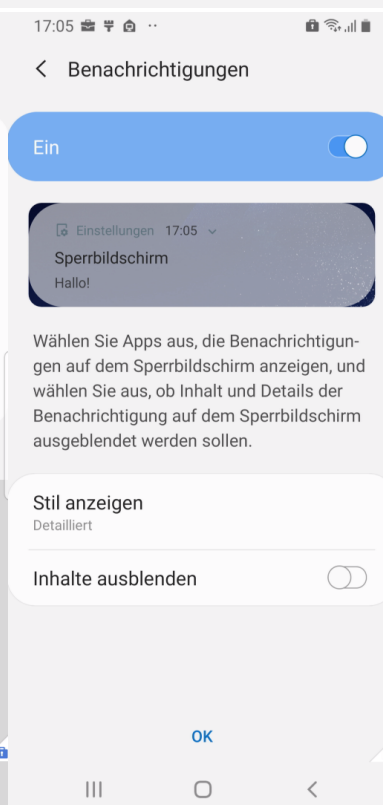 17:05
Benachrichtigungen
Ein
Einstellungen 17:05
Sperrbildschirm
Hallo!
Wählen Sie Apps aus, die Benachrichtigun-
gen auf dem Sperrbildschirm anzeigen, und
wählen Sie aus, ob Inhalt und Details der
Benachrichtigung auf dem Sperrbildschirm
ausgeblendet werden sollen.
Stil anzeigen
Detailliert
Inhalte ausblenden
OK